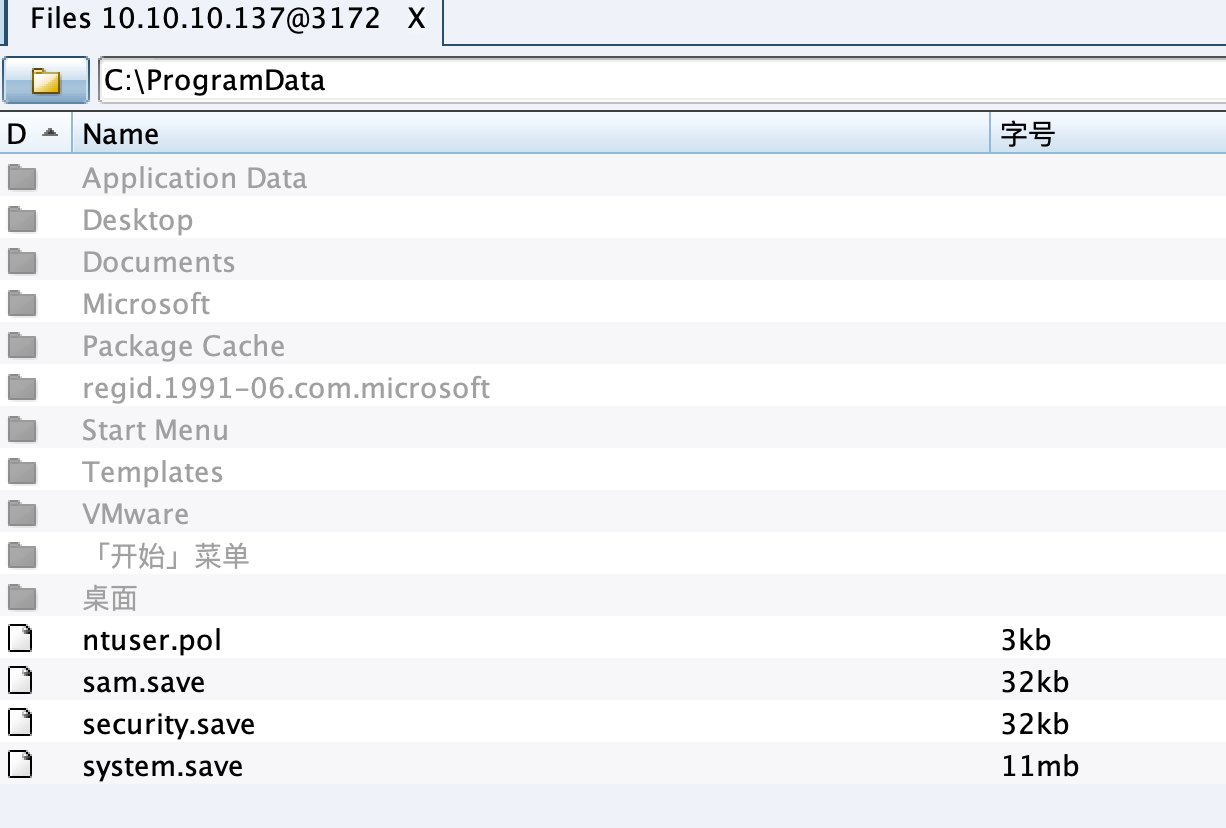 Files 10.10.10.137@3172 X
C:\ProgramData
D Name 字号
Application Data
Desktop
Documents
Microsoft
Package Cache
regid.1991-06.com.microsoft
Start Menu
Templates
VMware
「开始」菜单
桌面
ntuser.pol 3kb
sam.save 32kb
security.save 32kb
system.save 11mb